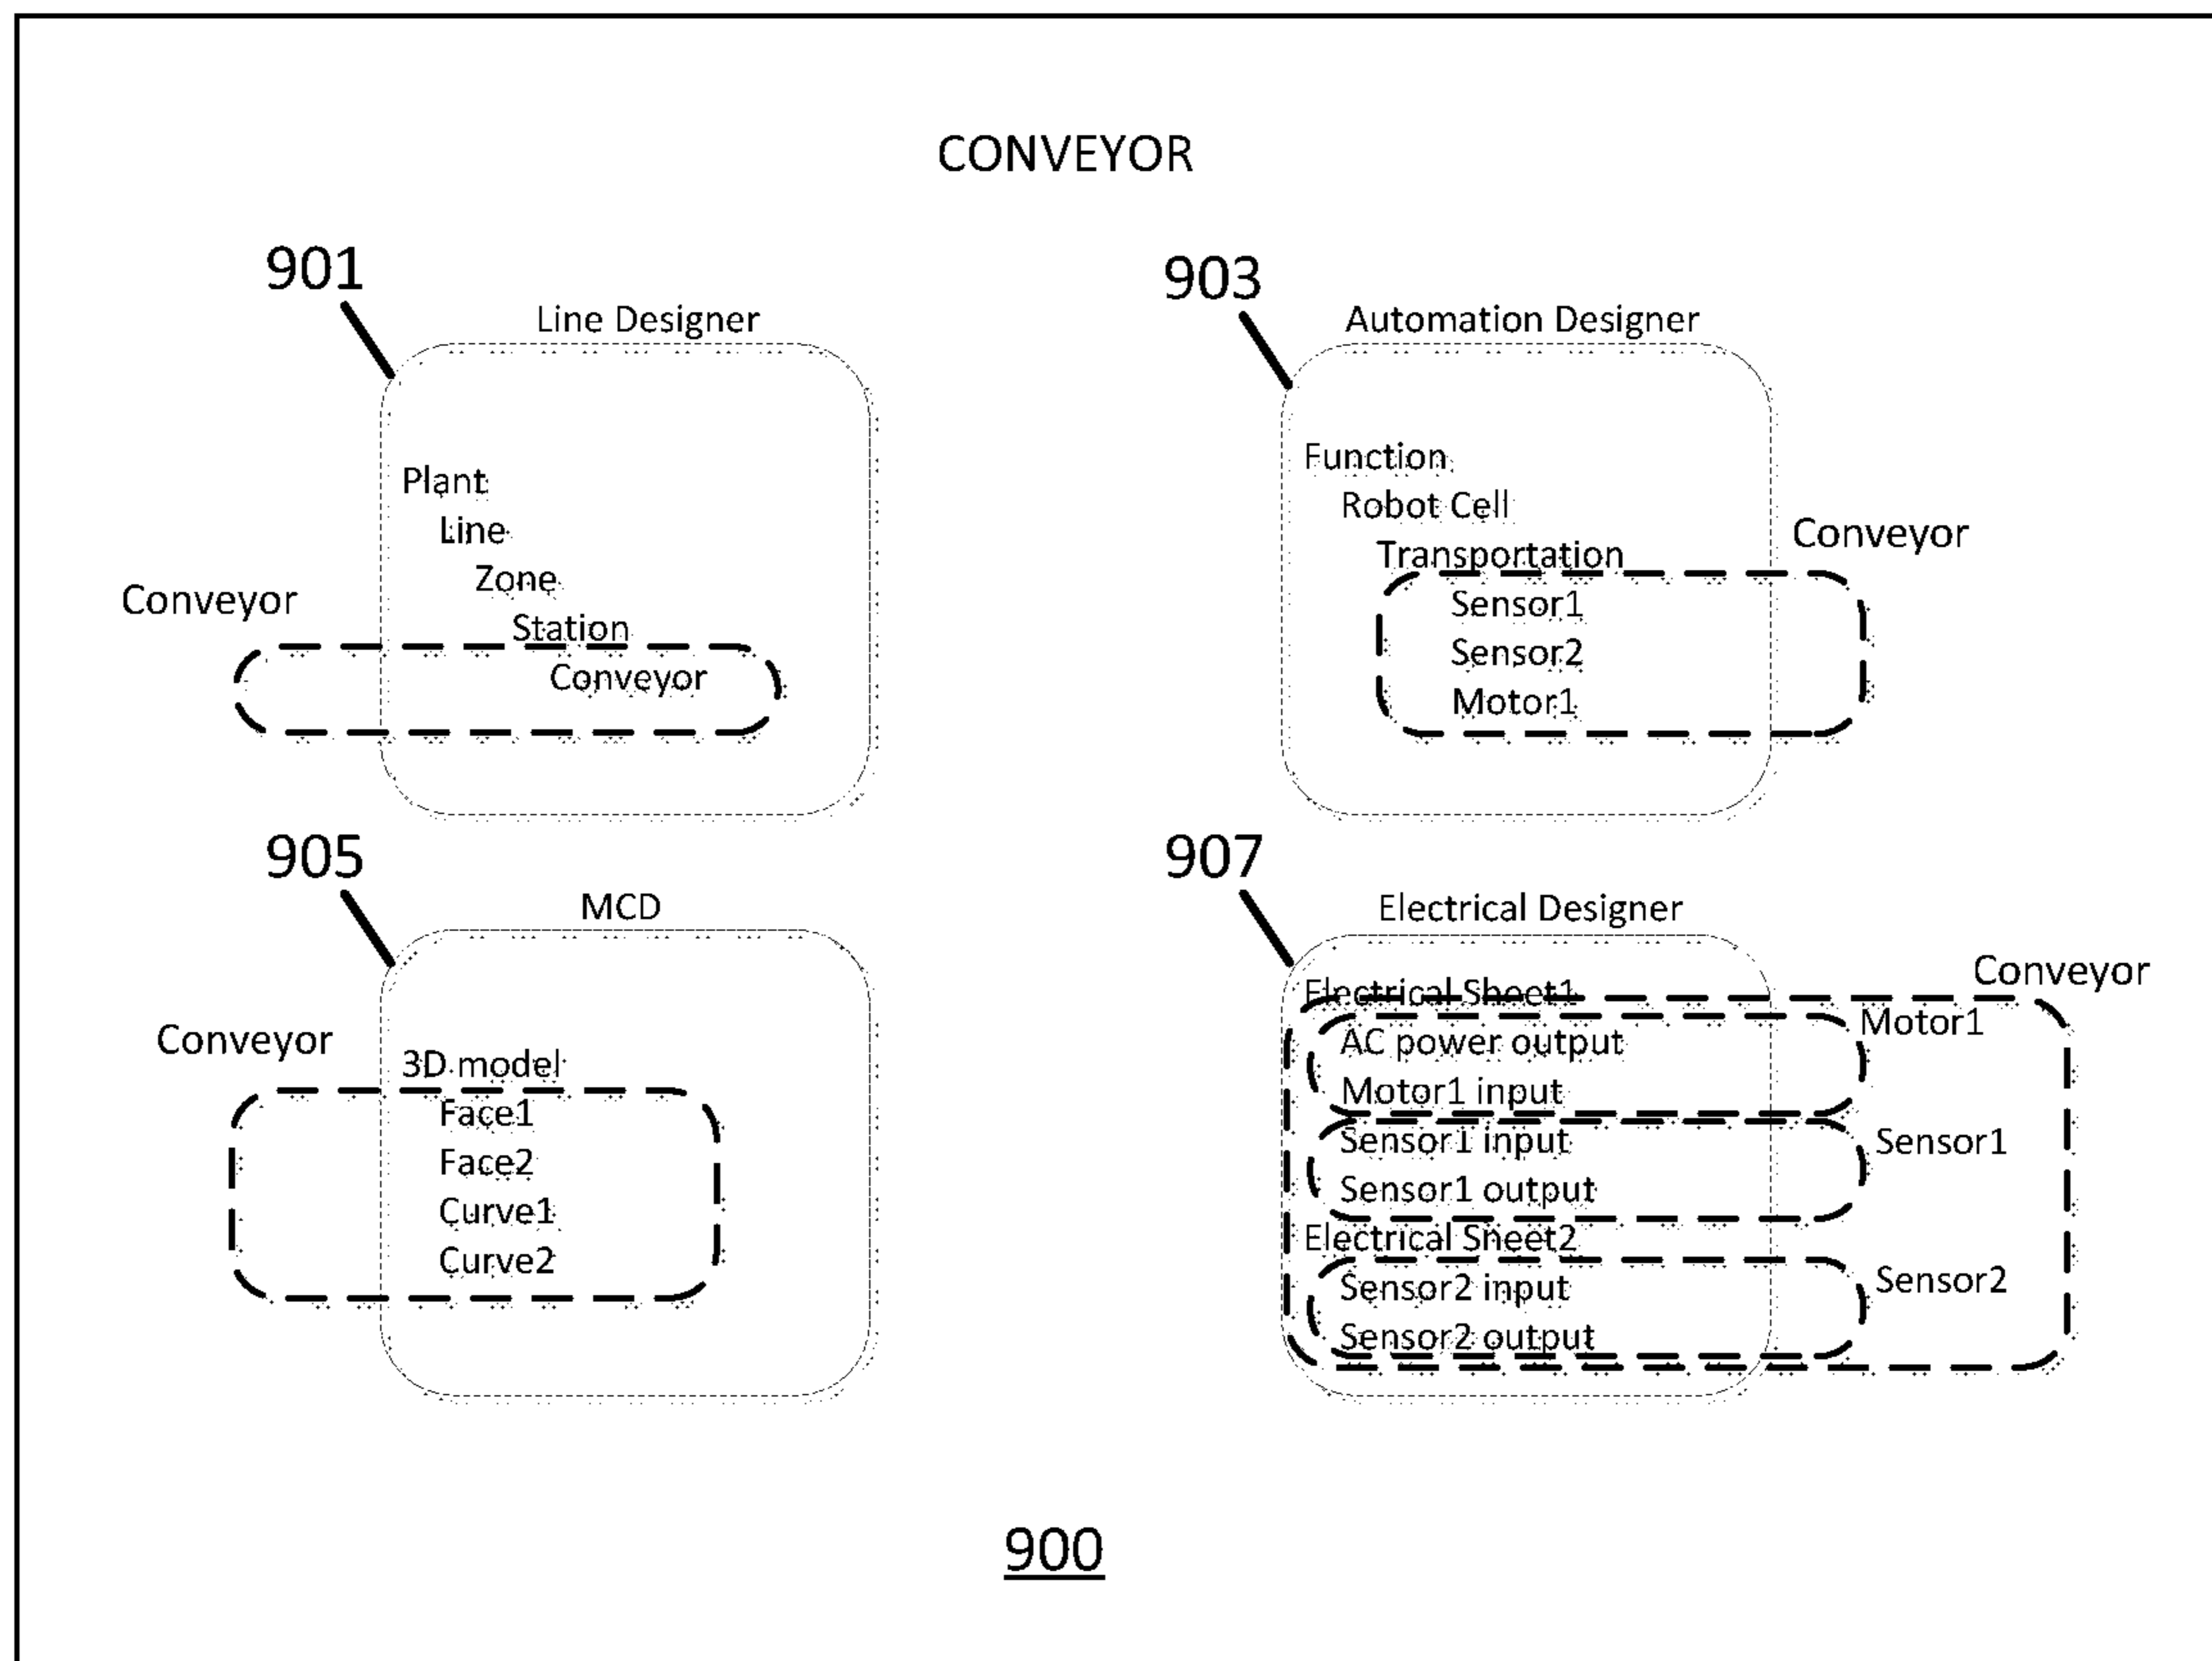 CONVEYOR
901
Line Designer
Plant
Line
Zone
Station
Conveyor
Conveyor
903
Automation Designer
Function
Robot Cell
Transportation
Sensor1
Sensor2
Motor1
Conveyor
905
MCD
3D model
Face1
Face2
Curve1
Curve2
Conveyor
907
Electrical Designer
Electrical Sheet1
AC power output
Motor1 input
Sensor1 input
Sensor1 output
Electrical Sheet2
Sensor2 input
Sensor2 output
Conveyor
Motor1
Sensor1
Sensor2
900